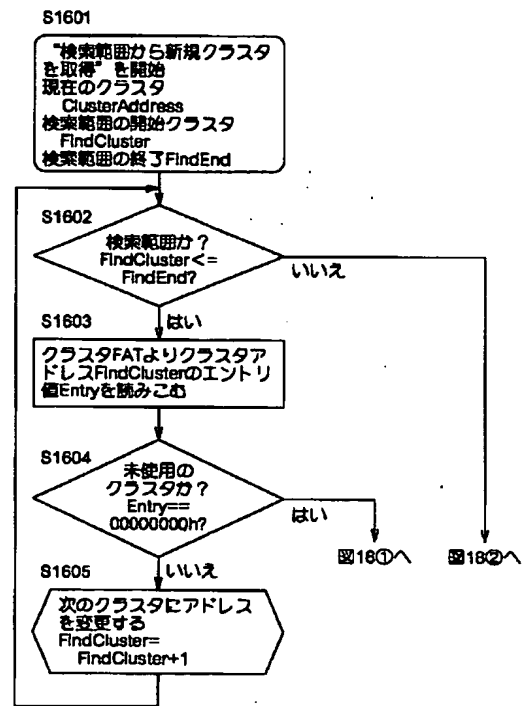 S1601
"検索範囲から新規クラスタ
を取得"を開始
現在のクラスタ
ClusterAddress
検索範囲の開始クラスタ
FindCluster
検索範囲の終了FindEnd
S1602
検索範囲か？
FindCluster<=
FindEnd?
いいえ
はい
S1603
クラスタFATよりクラスタア
ドレスFindClusterのエントリ
値Entryを読みこむ
S1604
未使用の
クラスタか？
Entry==
00000000h?
はい
いいえ
図18①へ
図18②へ
S1605
次のクラスタにアドレス
を変更する
FindCluster=
FindCluster+1